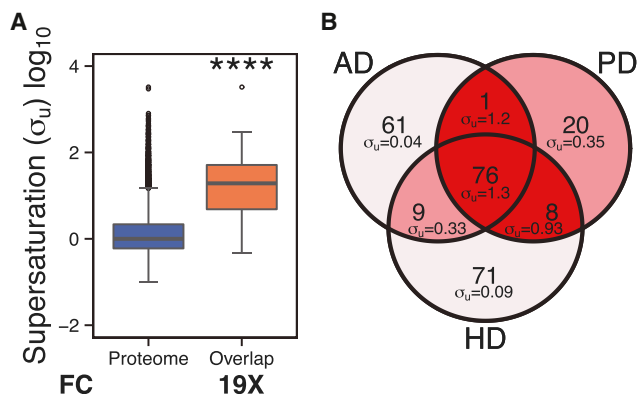 A
Supersaturation (σu) log10
4
2
0
−2
****
Proteome
Overlap
FC
19X
B
AD
PD
HD
61
σu=0.04
1
σu=1.2
20
σu=0.35
76
σu=1.3
9
σu=0.33
8
σu=0.93
71
σu=0.09